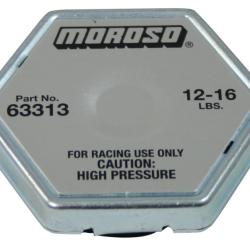 MOROSO®
Part No.
63313
12-16
LBS.
FOR RACING USE ONLY
CAUTION:
HIGH PRESSURE